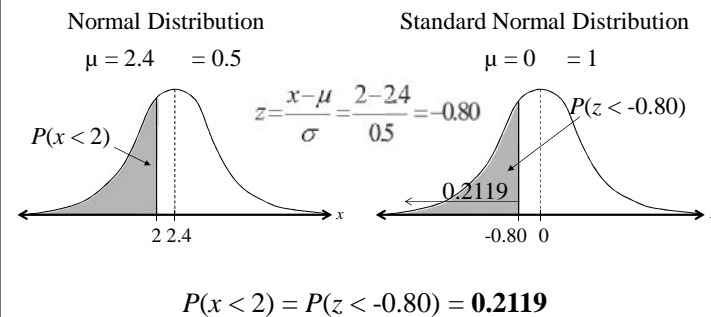 Normal Distribution
μ = 2.4 = 0.5
P(x < 2)
2 2.4
x
z = x−μ / σ = 2−2.4 / 0.5 = −0.80
Standard Normal Distribution
μ = 0 = 1
P(z < -0.80)
0.2119
-0.80 0
P(x < 2) = P(z < -0.80) = 0.2119